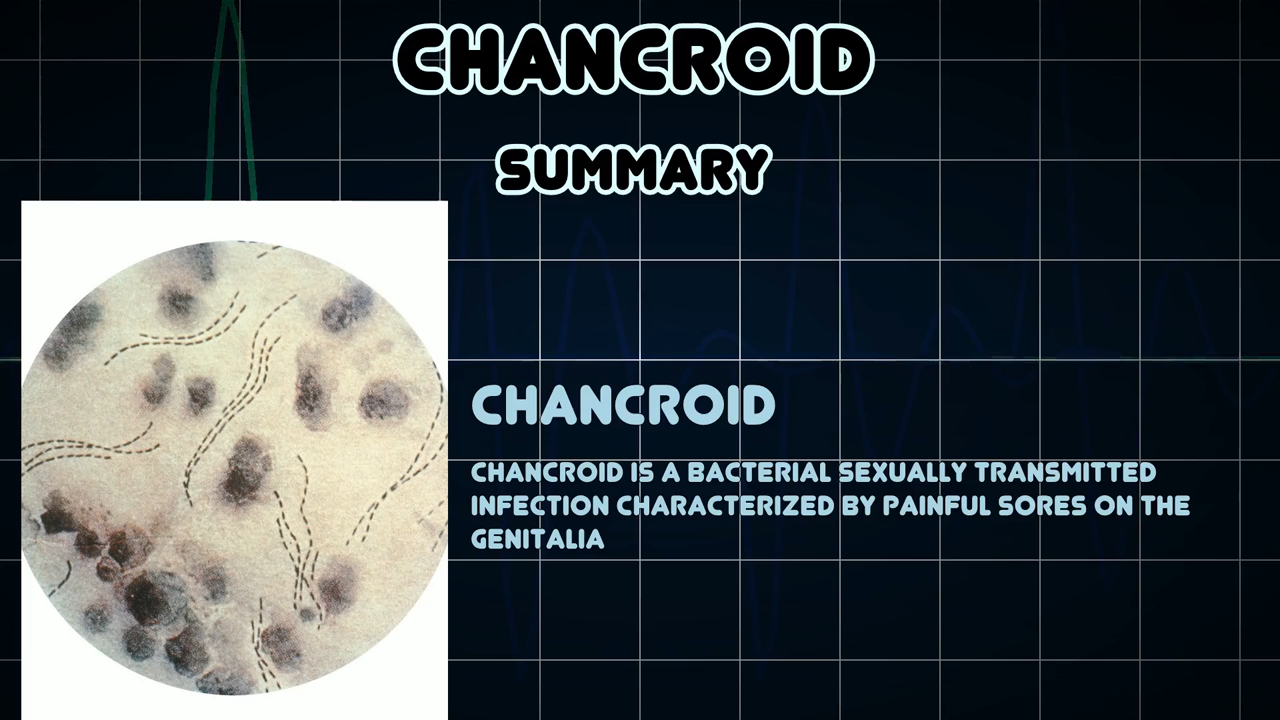 CHANCROID
SUMMARY
CHANCROID
CHANCROID IS A BACTERIAL SEXUALLY TRANSMITTED
INFECTION CHARACTERIZED BY PAINFUL SORES ON THE
GENITALIA